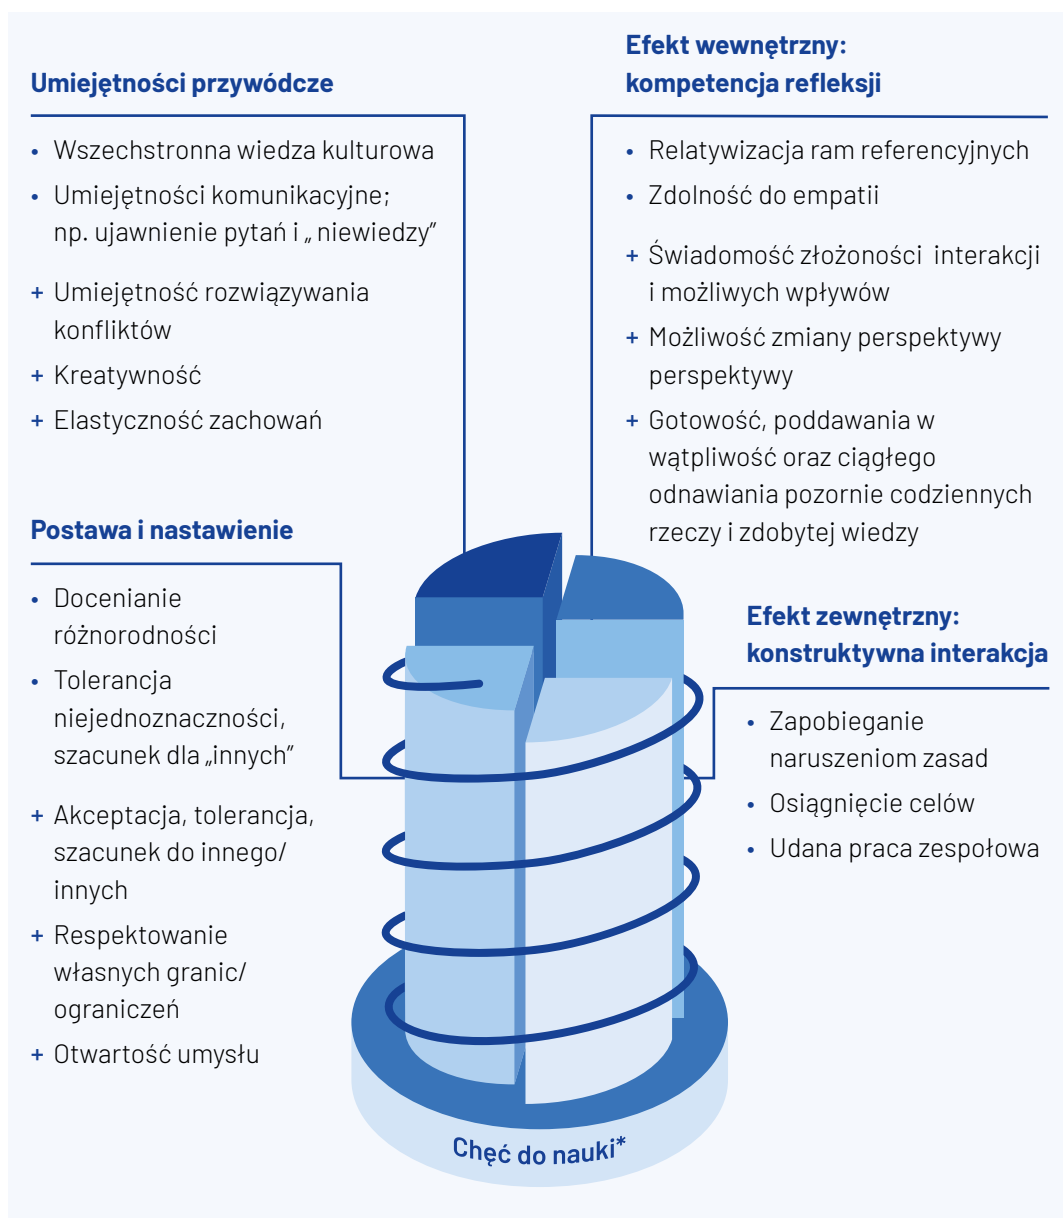 Umiejętności przywódcze
• Wszechstronna wiedza kulturowa
• Umiejętności komunikacyjne;
np. ujawnienie pytań i „ niewiedzy”
+ Umiejętność rozwiązywania
konfliktów
+ Kreatywność
+ Elastyczność zachowań
Efekt wewnętrzny:
kompetencja refleksji
• Relatywizacja ram referencyjnych
• Zdolność do empatii
+ Świadomość złożoności  interakcji
i możliwych wpływów
+ Możliwość zmiany perspektywy
perspektywy
+ Gotowość, poddawania w
wątpliwość oraz ciągłego
odnawiania pozornie codziennych
rzeczy i zdobytej wiedzy
Postawa i nastawienie
• Docenianie
różnorodności
• Tolerancja
niejednoznaczności,
szacunek dla „innych”
+ Akceptacja, tolerancja,
szacunek do innego/
innych
+ Respektowanie
własnych granic/
ograniczeń
+ Otwartość umysłu
Efekt zewnętrzny:
konstruktywna interakcja
• Zapobieganie
naruszeniom zasad
• Osiągnięcie celów
• Udana praca zespołowa
Chęć do nauki*